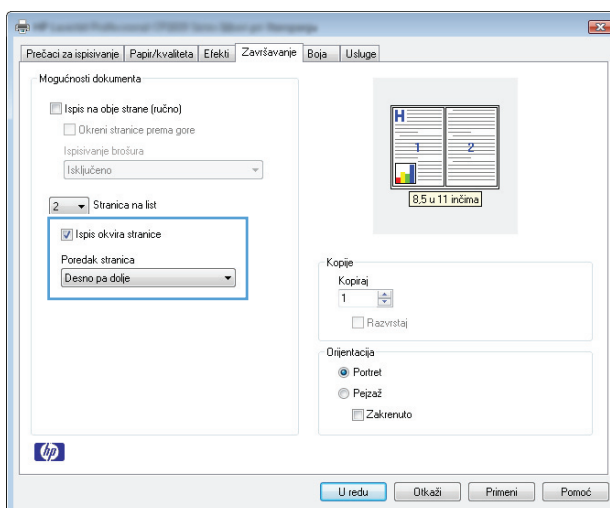 Prečaci za ispisivanje Papir/kvaliteta Efekti Završavanje Boja Usluge
Mogućnosti dokumenta
Ispis na obje strane (ručno)
Okreni stranice prema gore
Ispisivanje brošura
Isključeno
2 Stranica na list
Ispis okvira stranice
Poredak stranica
Desno pa dolje
H
1 2
8,5 u 11 inčima
Kopije
Kopiraj
1
Razvrstaj
Orijentacija
Portret
Pejzaž
Zakrenuto
hp
U redu Otkaži Primeni Pomoć